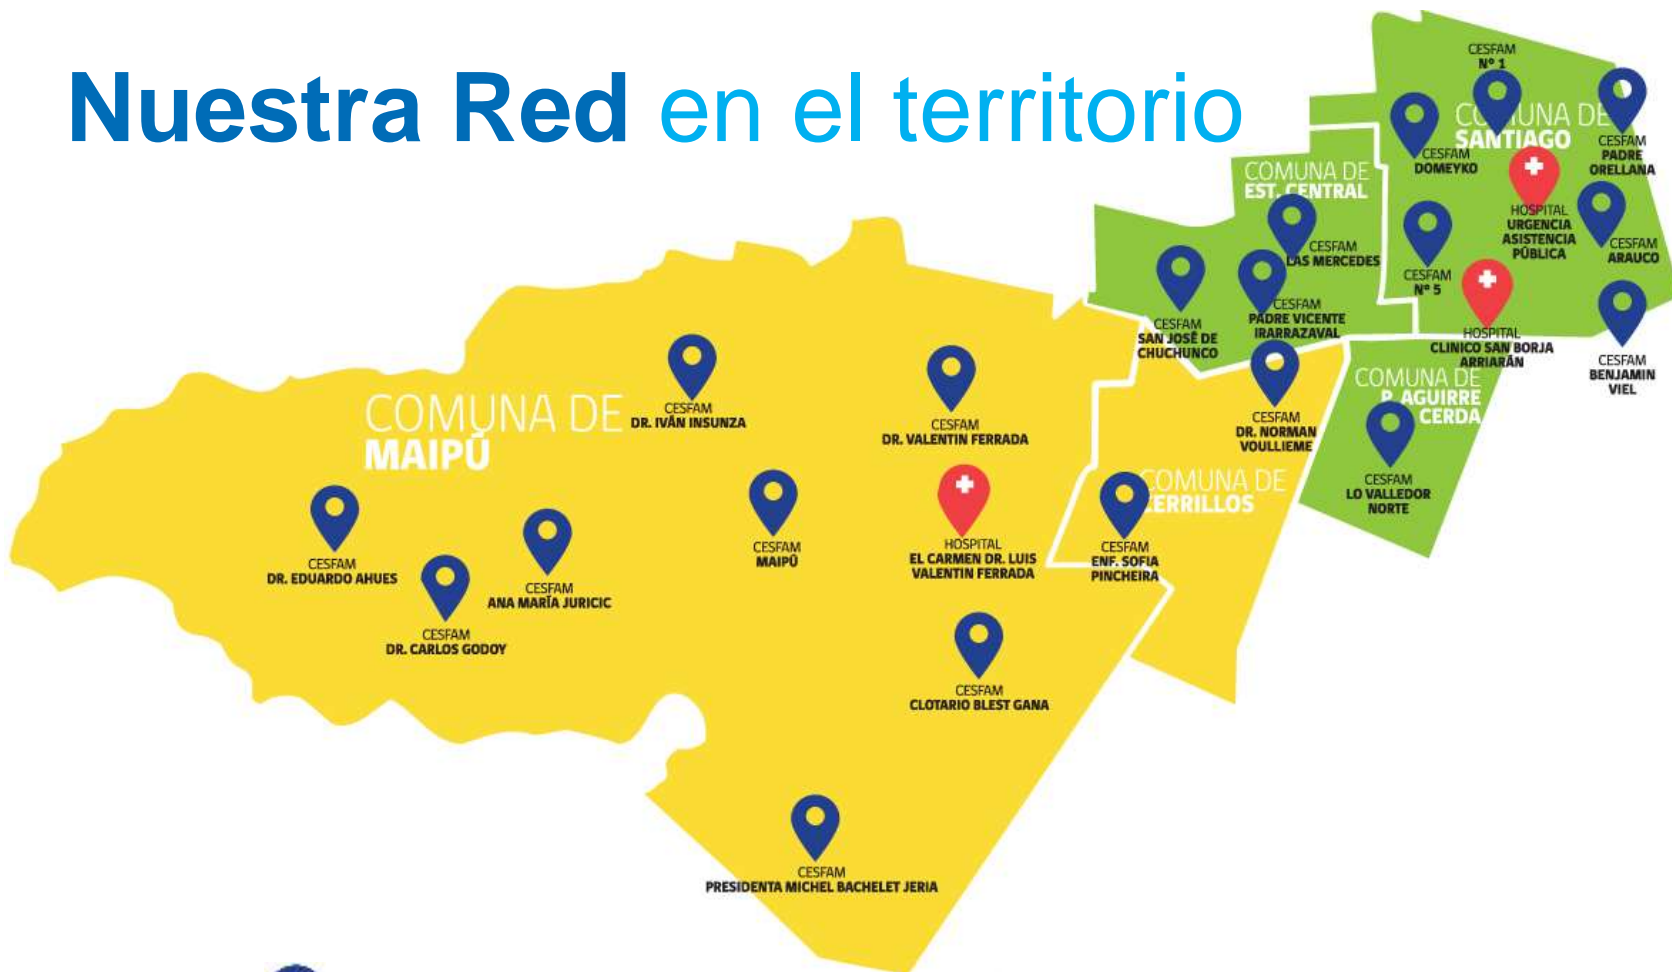 Nuestra Red en el territorio
CESFAM
Nº 1
COMUNA DE
SANTIAGO
CESFAM
DOMEYKO
CESFAM
PADRE
ORELLANA
HOSPITAL
URGENCIA
ASISTENCIA
PÚBLICA
CESFAM
ARAUCO
CESFAM
Nº 5
HOSPITAL
CLINICO SAN BORJA
ARRIARÁN
CESFAM
BENJAMIN
VIEL
COMUNA DE
EST. CENTRAL
CESFAM
LAS MERCEDES
CESFAM
PADRE VICENTE
IRARRAZAVAL
CESFAM
SAN JOSÉ DE
CHUCHUNCO
COMUNA DE
P. AGUIRRE
CERDA
CESFAM
LO VALLEDOR
NORTE
CESFAM
DR. NORMAN
VOULLIEME
COMUNA DE
CERRILLOS
CESFAM
ENF. SOFIA
PINCHEIRA
COMUNA DE
MAIPÚ
CESFAM
DR. IVÁN INSUNZA
CESFAM
DR. VALENTIN FERRADA
CESFAM
DR. EDUARDO AHUES
CESFAM
ANA MARÍA JURICIC
CESFAM
MAIPÚ
HOSPITAL
EL CARMEN DR. LUIS
VALENTIN FERRADA
CESFAM
DR. CARLOS GODOY
CESFAM
CLOTARIO BLEST GANA
CESFAM
PRESIDENTA MICHEL BACHELET JERIA